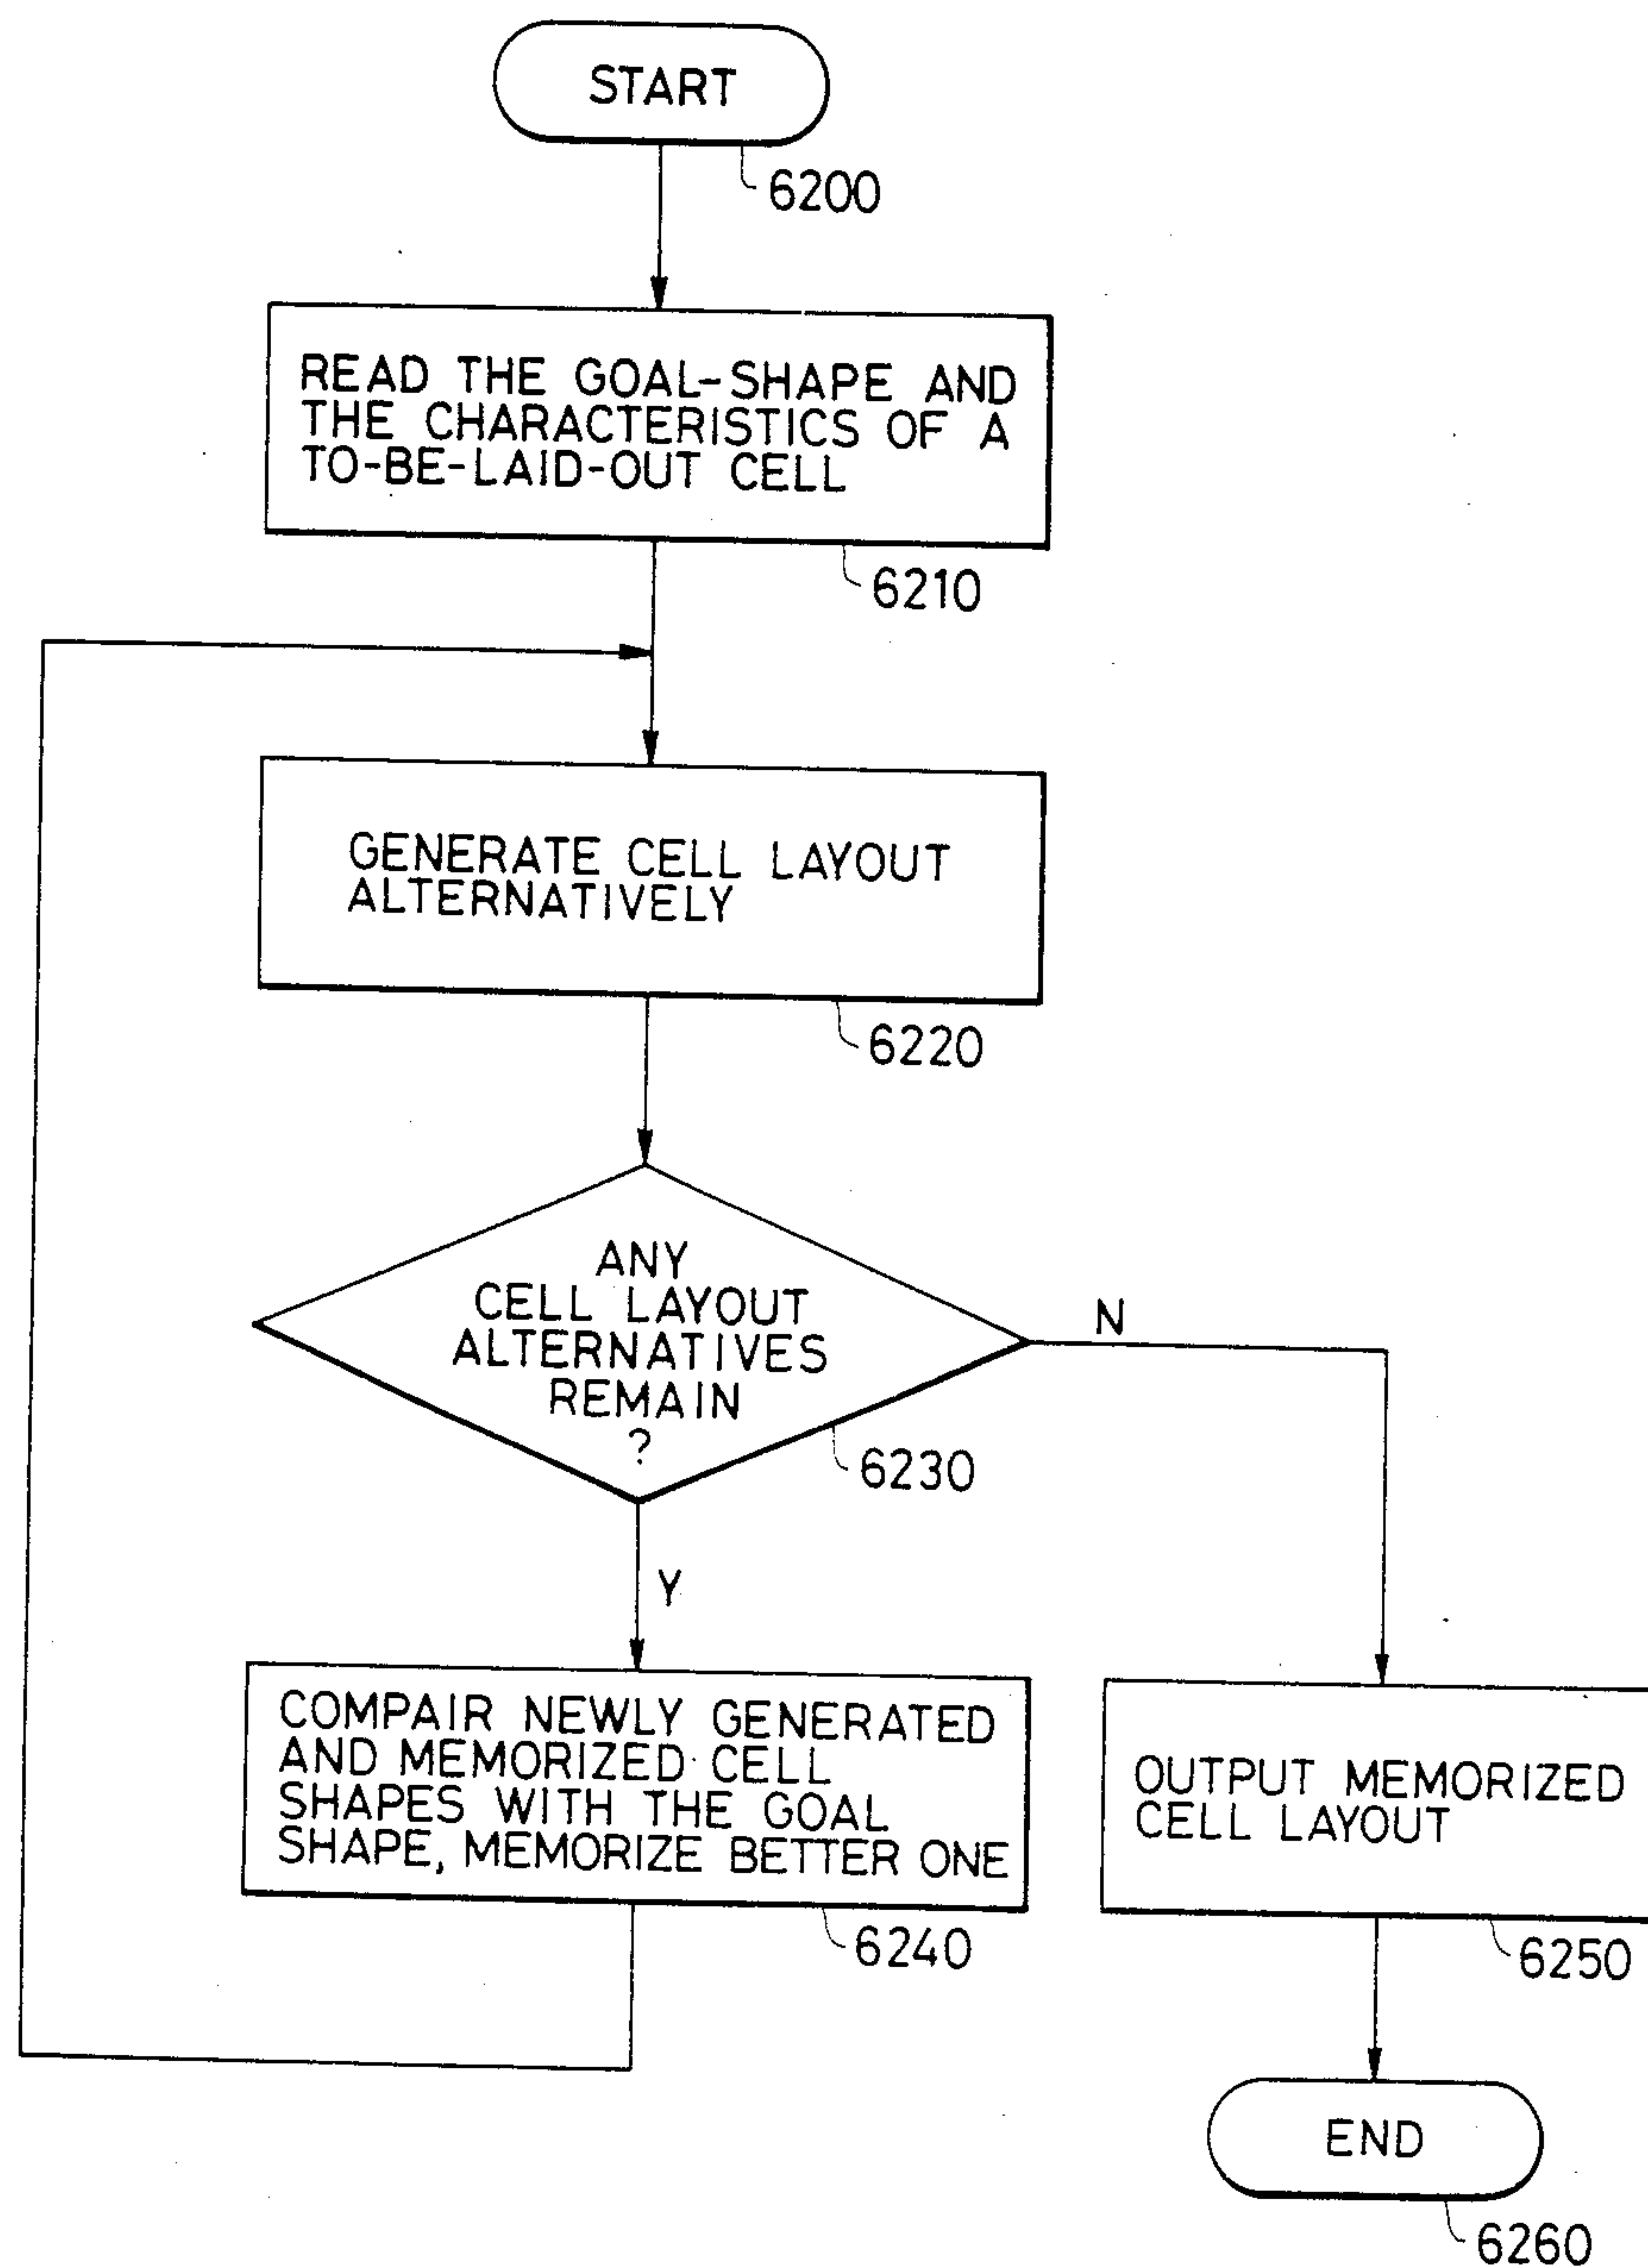 START
6200
READ THE GOAL-SHAPE AND
THE CHARACTERISTICS OF A
TO-BE-LAID-OUT CELL
6210
GENERATE CELL LAYOUT
ALTERNATIVELY
6220
ANY
CELL LAYOUT
ALTERNATIVES
REMAIN
?
6230
N
Y
COMPAIR NEWLY GENERATED
AND MEMORIZED CELL
SHAPES WITH THE GOAL
SHAPE, MEMORIZE BETTER ONE
6240
OUTPUT MEMORIZED
CELL LAYOUT
6250
END
6260